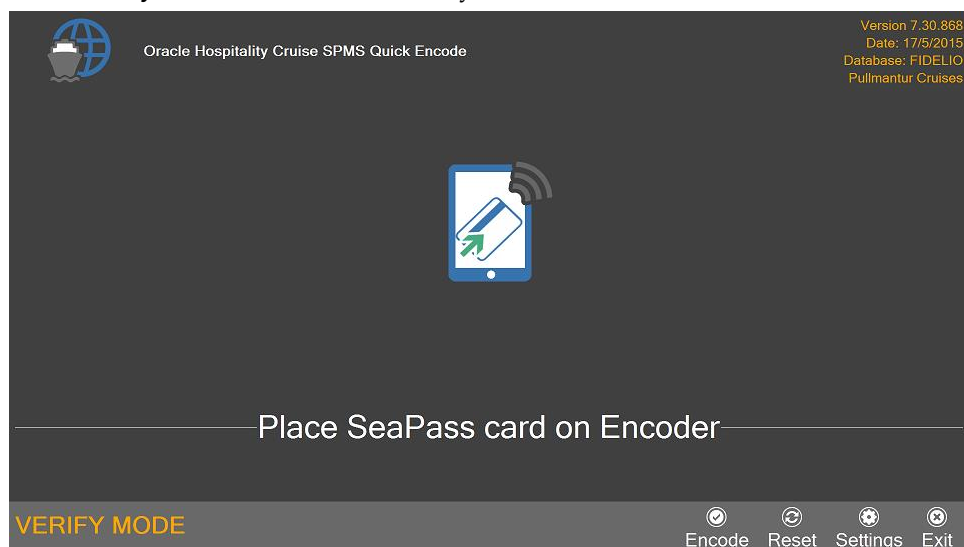 Oracle Hospitality Cruise SPMS Quick Encode
Version 7.30.868
Date: 17/5/2015
Database: FIDELIO
Pullmantur Cruises
Place SeaPass card on Encoder
VERIFY MODE
Encode Reset Settings Exit